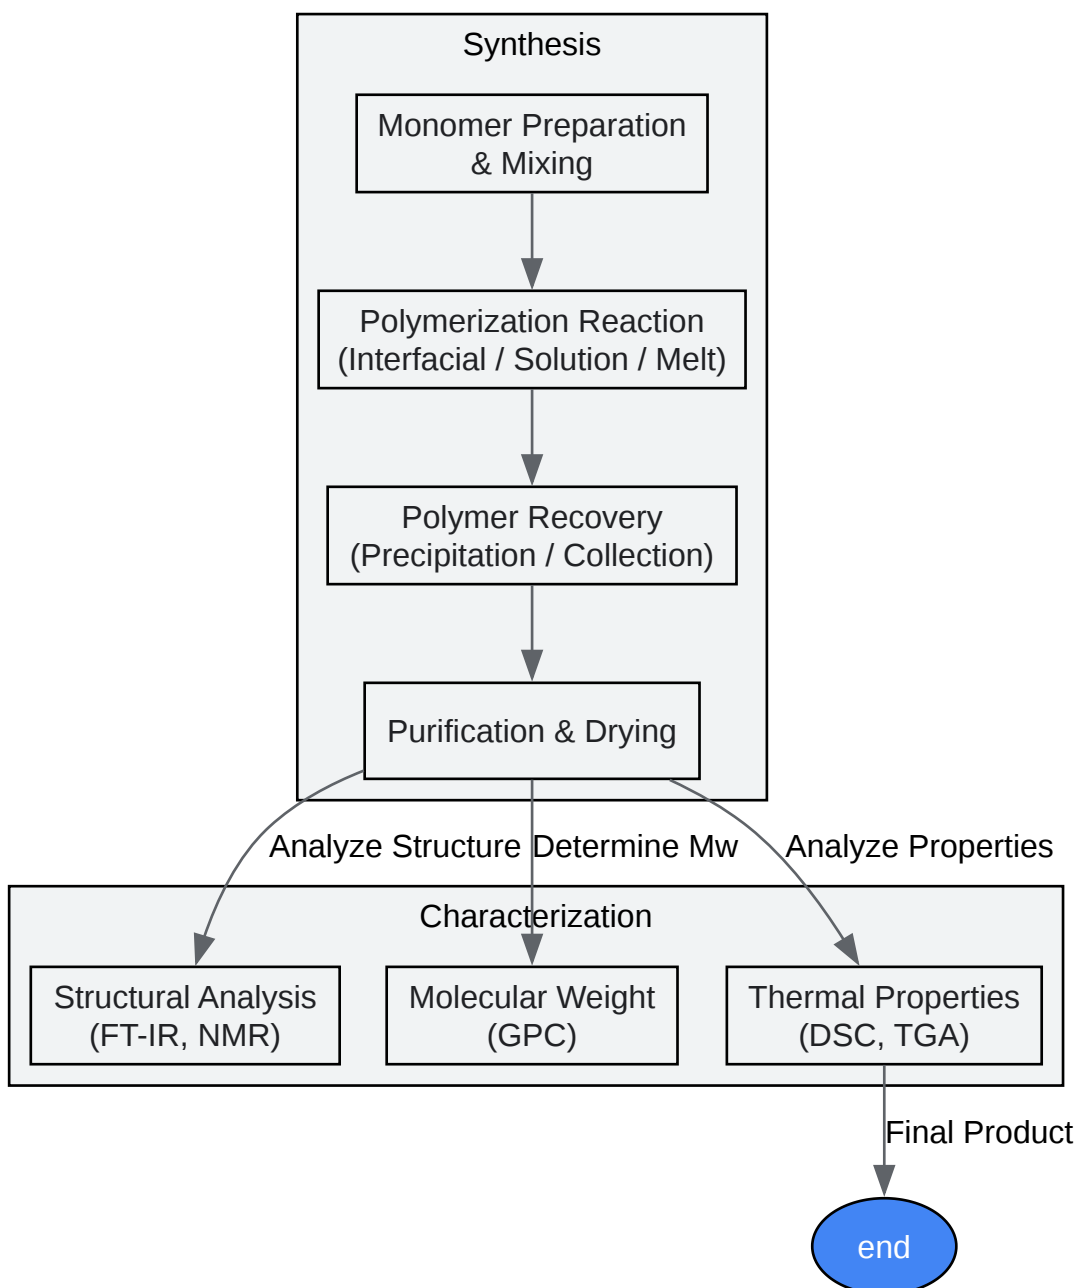 Synthesis
Monomer Preparation
& Mixing
Polymerization Reaction
(Interfacial / Solution / Melt)
Polymer Recovery
(Precipitation / Collection)
Purification & Drying
Analyze Structure
Determine Mw
Analyze Properties
Characterization
Structural Analysis
(FT-IR, NMR)
Molecular Weight
(GPC)
Thermal Properties
(DSC, TGA)
Final Product
end